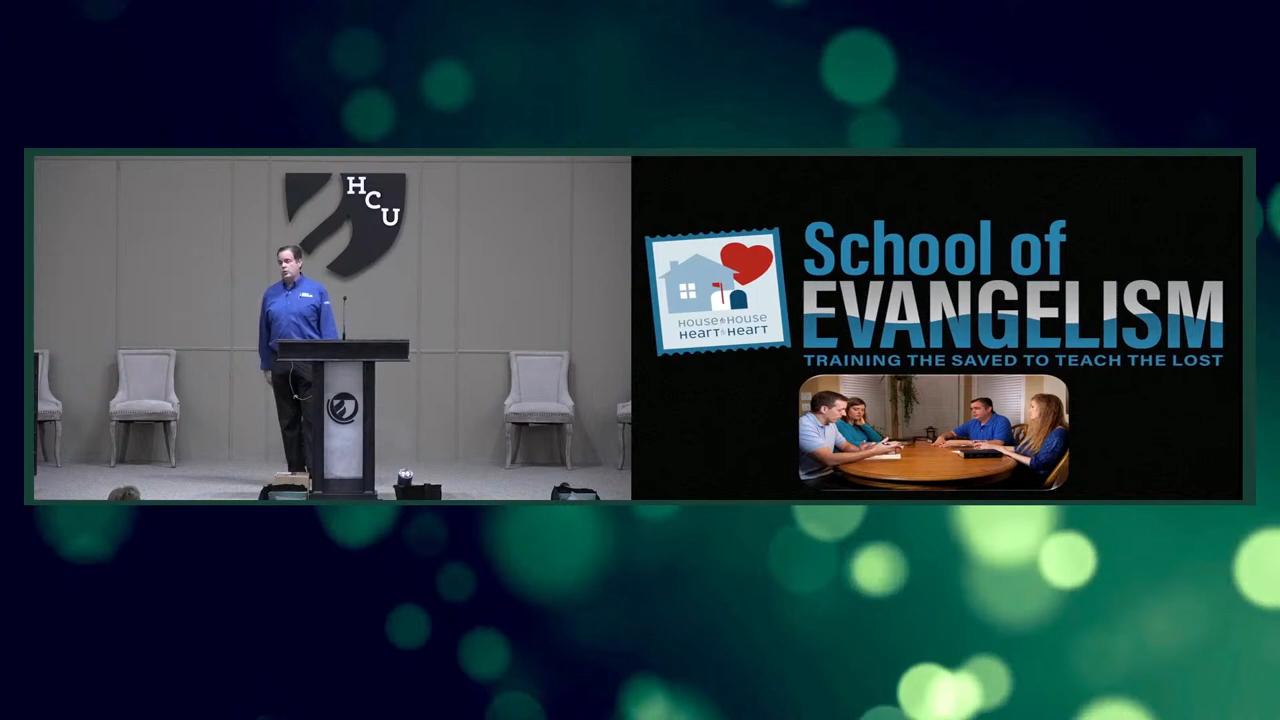 HCU
School of
EVANGELISM
TRAINING THE SAVED TO TEACH THE LOST
HOUSE to HOUSE
HEART to HEART